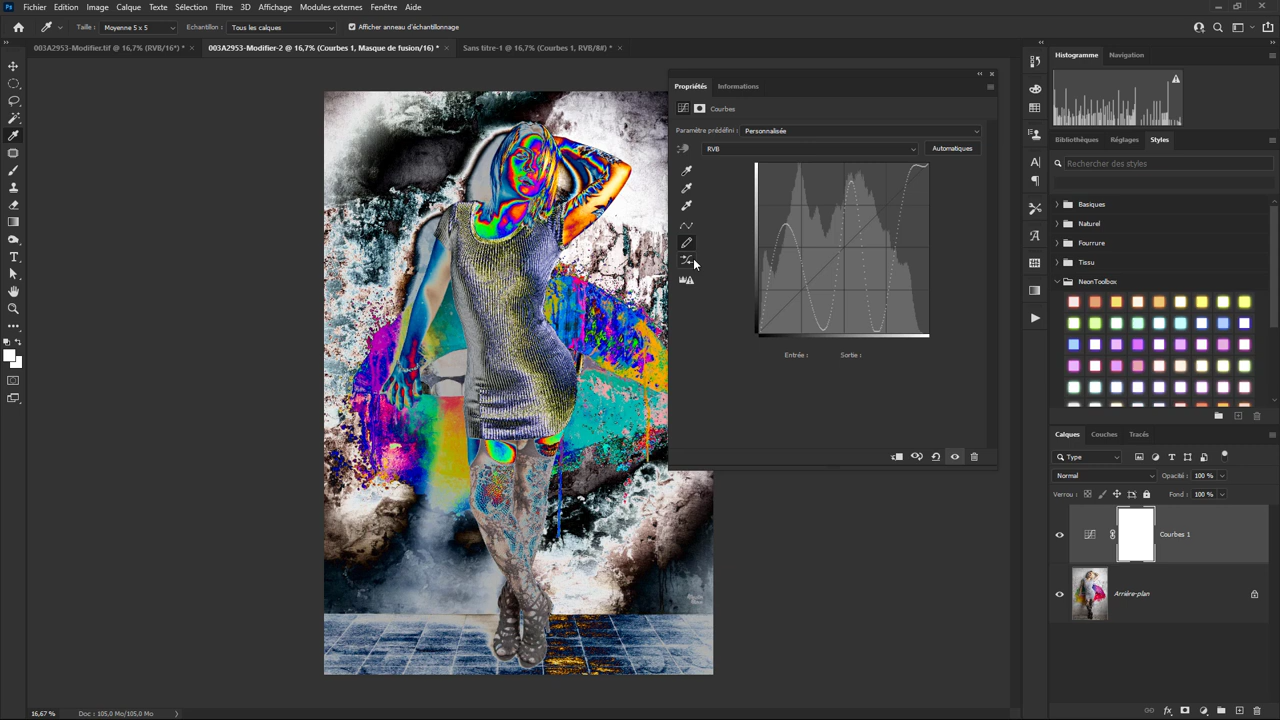 Ps Fichier Edition Image Calque Texte Sélection Filtre 3D Affichage Modules externes Fenêtre Aide
Taille : Moyenne 5 x 5 Echantillon : Tous les calques Afficher anneau d'échantillonnage
003A2953-Modifier.tif @ 16,7% (RVB/16*) * × 003A2953-Modifier-2 @ 16,7% (Courbes 1, Masque de fusion/16) * × Sans titre-1 @ 16,7% (Courbes 1, RVB/8#) * ×
Propriétés Informations
Courbes
Paramètre prédéfini : Personnalisée
RVB Automatiques
Entrée : Sortie :
Histogramme Navigation
Bibliothèques Réglages Styles
Rechercher des styles
Basiques
Naturel
Fourrure
Tissu
NeonToolbox
Calques Couches Tracés
Type
Normal Opacité : 100 %
Verrou : Fond : 100 %
Courbes 1
Arrière-plan
16,67 % Doc : 105,0 Mo/105,0 Mo